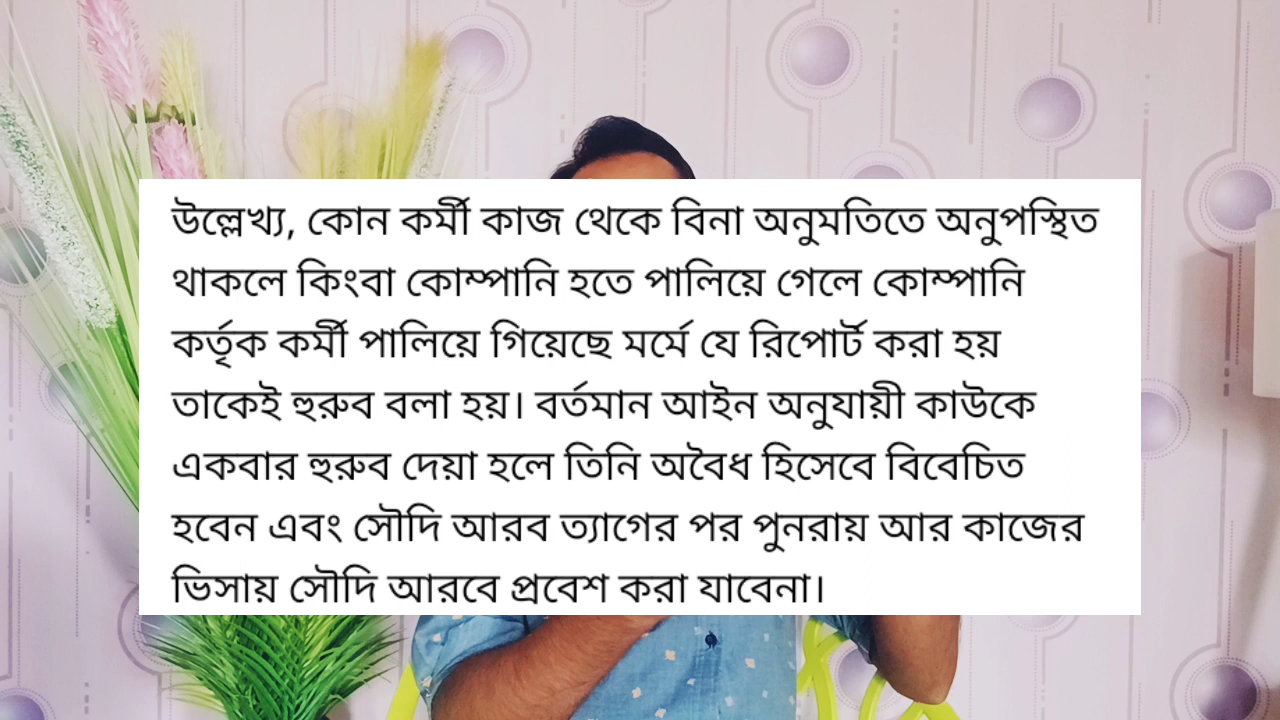 উল্লেখ্য, কোন কর্মী কাজ থেকে বিনা অনুমতিতে অনুপস্থিত
থাকলে কিংবা কোম্পানি হতে পালিয়ে গেলে কোম্পানি
কর্তৃক কর্মী পালিয়ে গিয়েছে মর্মে যে রিপোর্ট করা হয়
তাকেই হুরুব বলা হয়। বর্তমান আইন অনুযায়ী কাউকে
একবার হুরুব দেয়া হলে তিনি অবৈধ হিসেবে বিবেচিত
হবেন এবং সৌদি আরব ত্যাগের পর পুনরায় আর কাজের
ভিসায় সৌদি আরবে প্রবেশ করা যাবেনা।